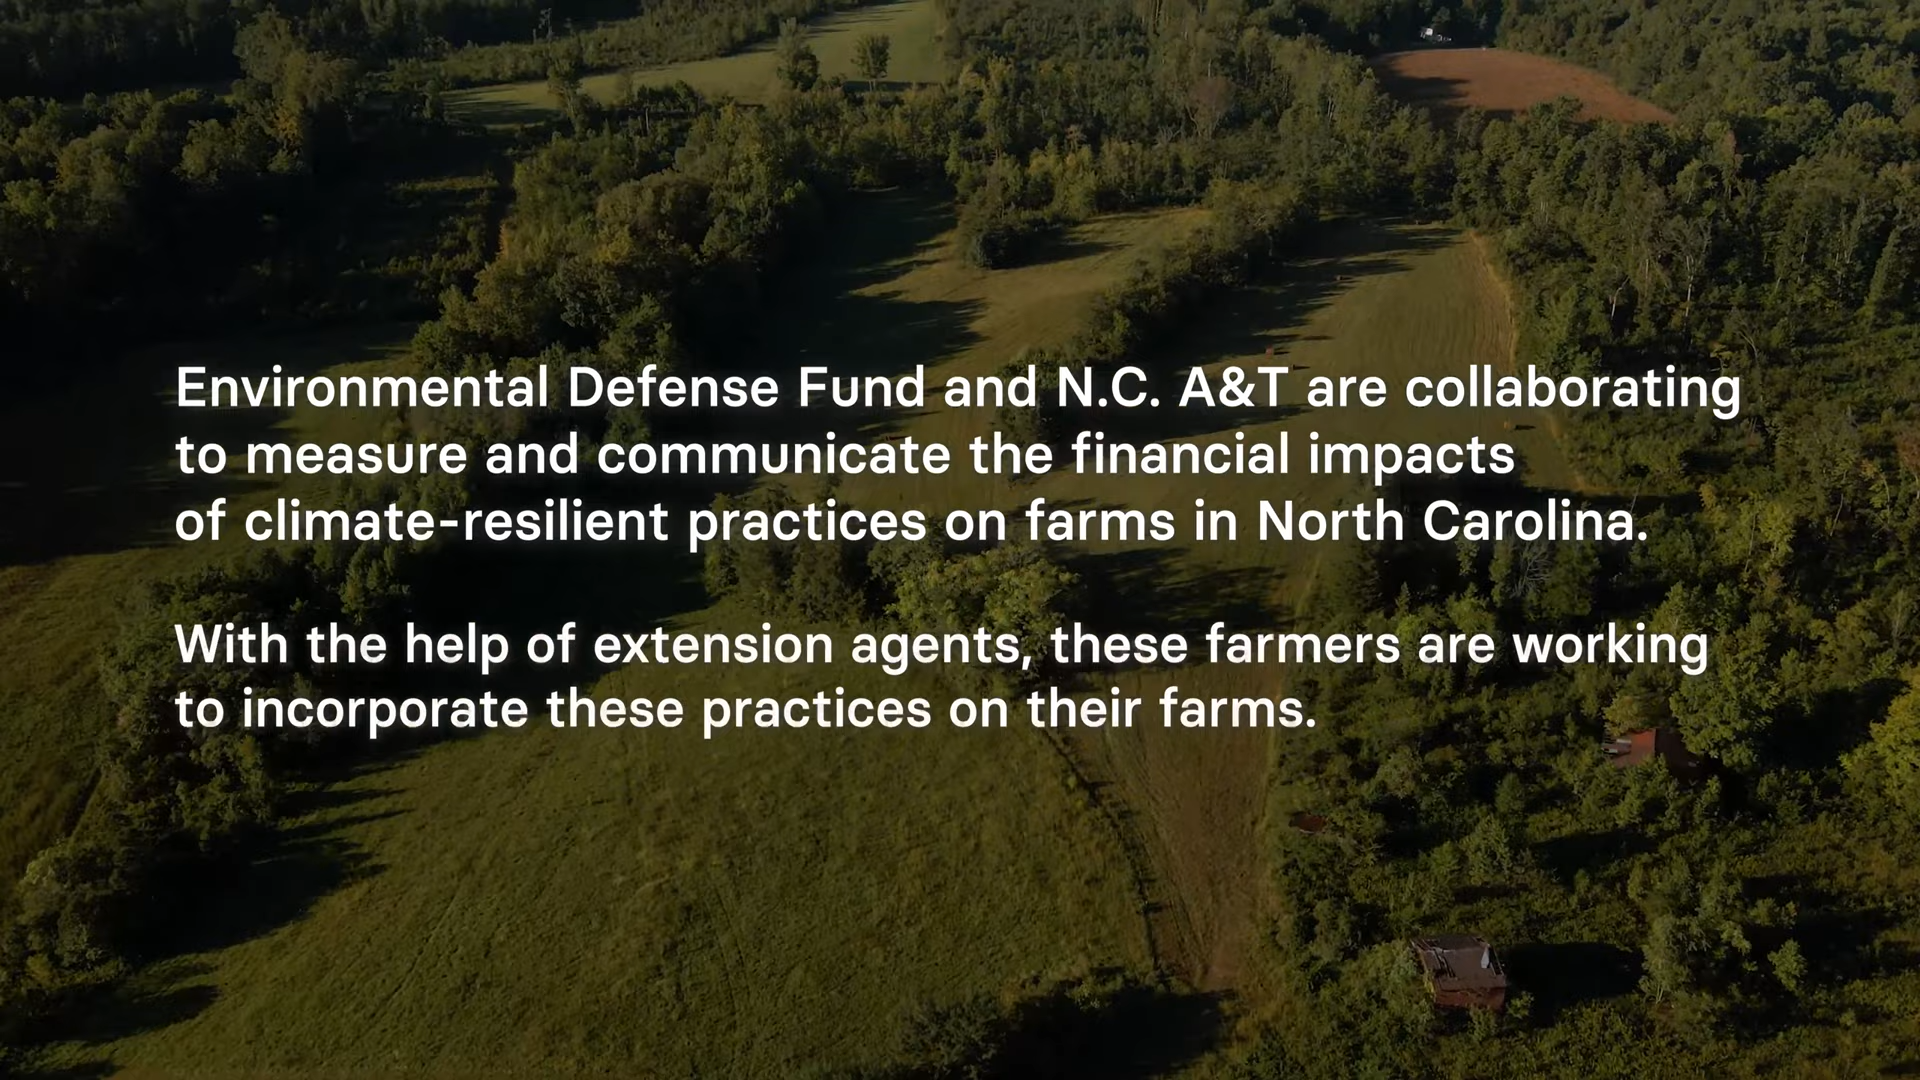 Environmental Defense Fund and N.C. A&T are collaborating
to measure and communicate the financial impacts
of climate-resilient practices on farms in North Carolina.
With the help of extension agents, these farmers are working
to incorporate these practices on their farms.